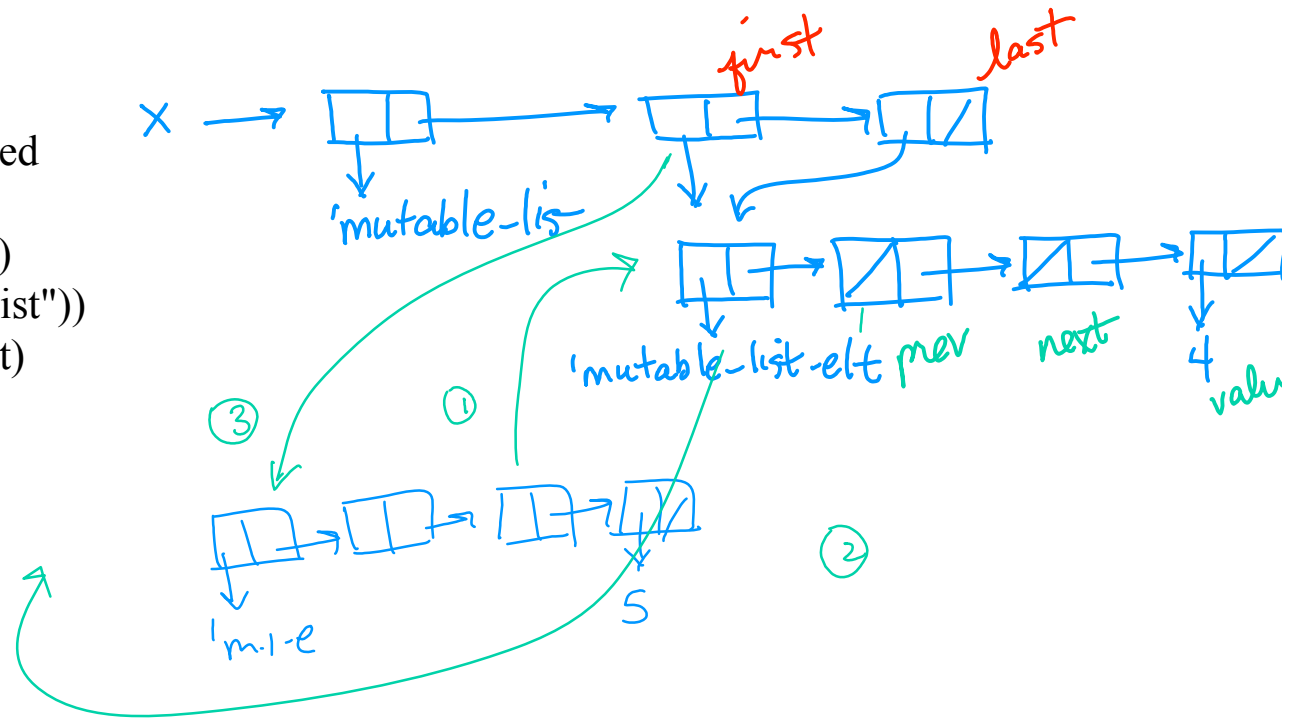 first
last
X
ed
'mutable-lis
)
ist"))
t)
'mutable-list-elt
prev
next
4
valu
3
1
2
5
'm-l-e